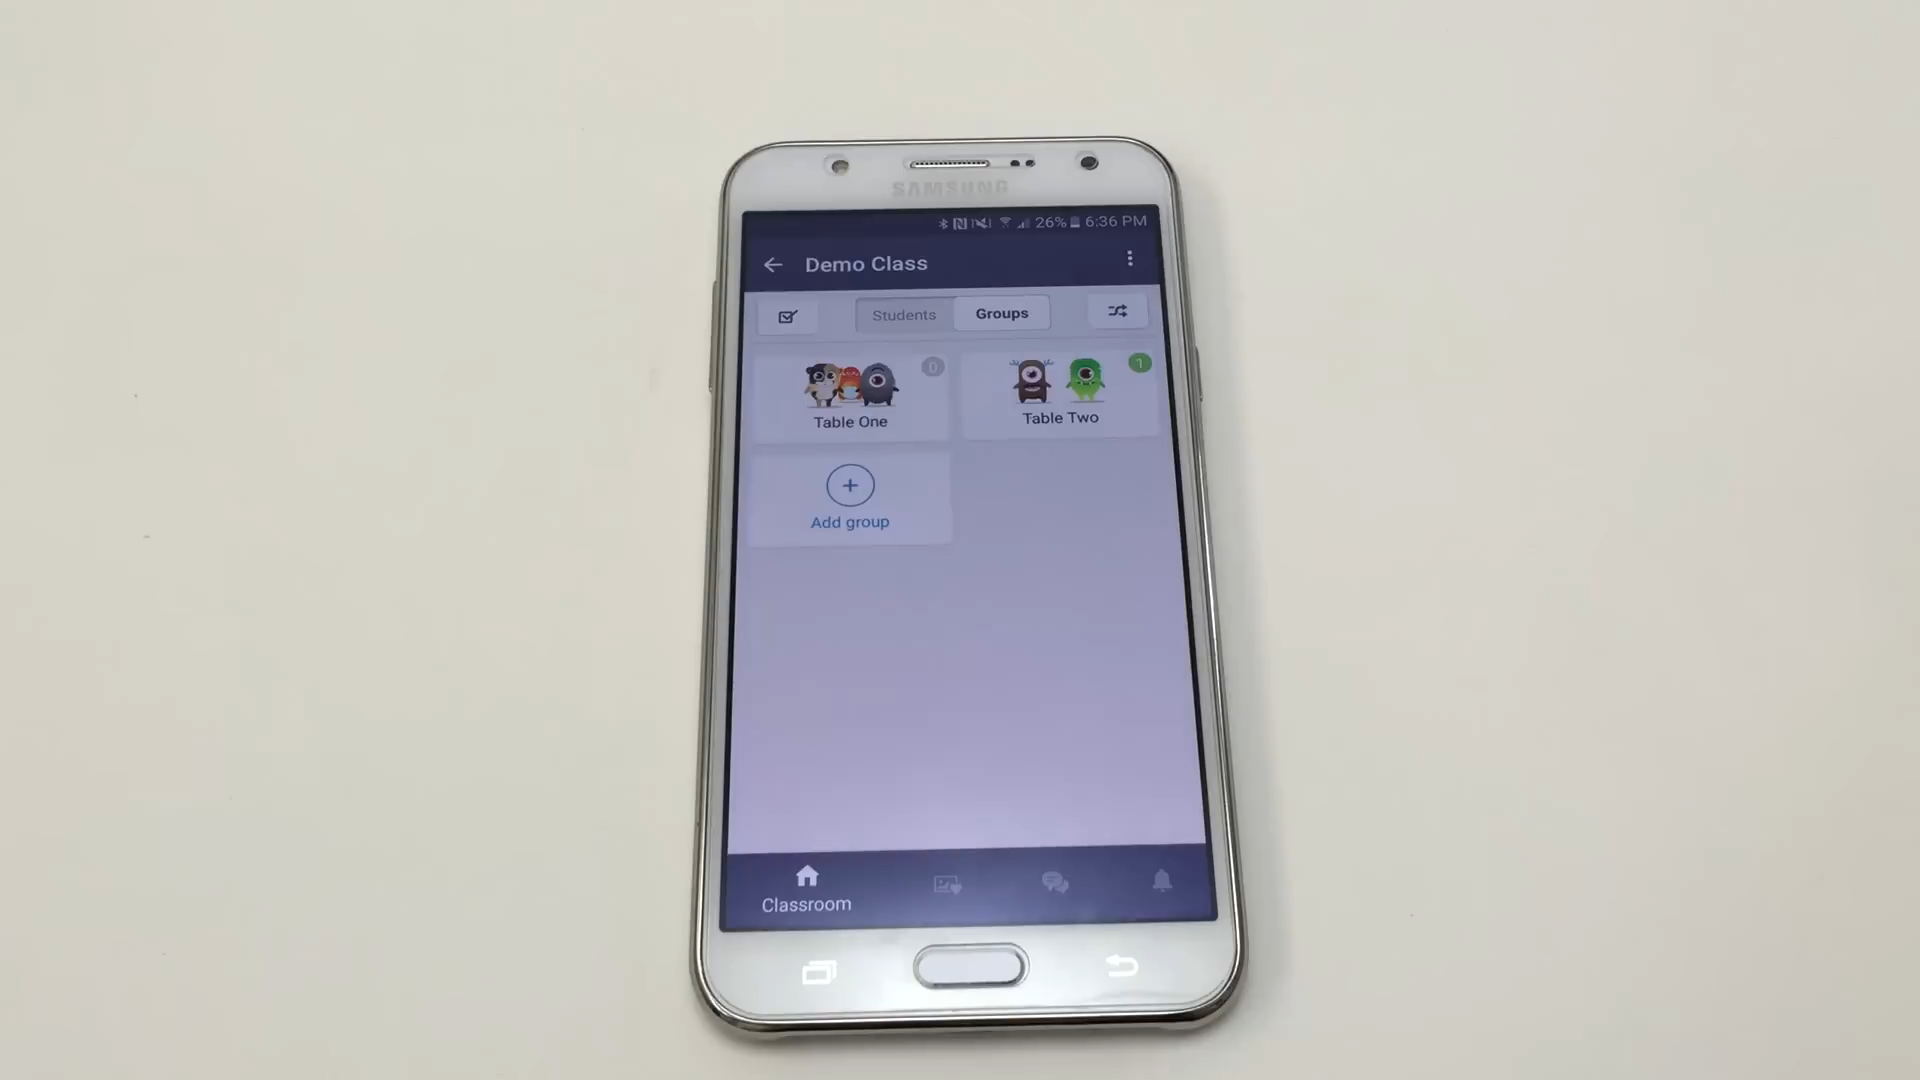 SAMSUNG
26% 6:36 PM
Demo Class
Students Groups
0 1
Table One Table Two
+
Add group
Classroom